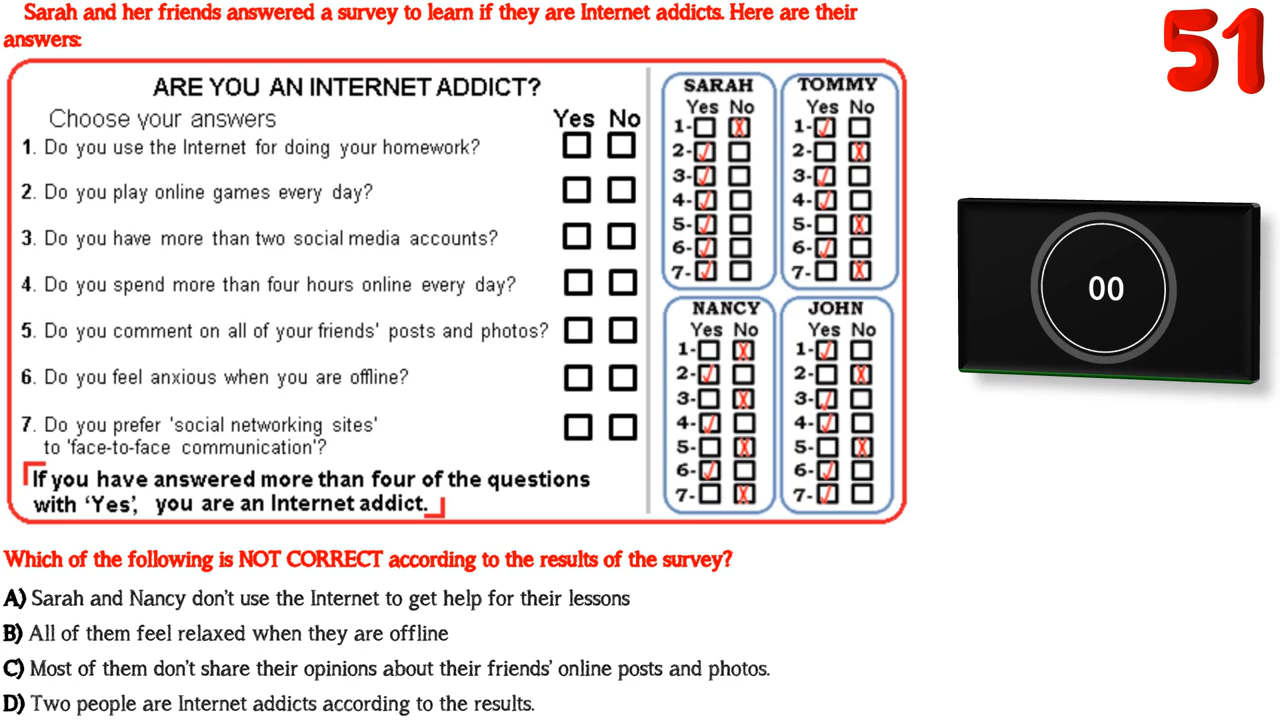 Sarah and her friends answered a survey to learn if they are Internet addicts. Here are their
answers:
51
ARE YOU AN INTERNET ADDICT?
Choose your answers
Yes No
1. Do you use the Internet for doing your homework?
2. Do you play online games every day?
3. Do you have more than two social media accounts?
4. Do you spend more than four hours online every day?
5. Do you comment on all of your friends' posts and photos?
6. Do you feel anxious when you are offline?
7. Do you prefer 'social networking sites'
to 'face-to-face communication'?
If you have answered more than four of the questions
with ‘Yes’, you are an Internet addict.
SARAH
Yes No
1-
2-
3-
4-
5-
6-
7-
TOMMY
Yes No
1-
2-
3-
4-
5-
6-
7-
NANCY
Yes No
1-
2-
3-
4-
5-
6-
7-
JOHN
Yes No
1-
2-
3-
4-
5-
6-
7-
00
Which of the following is NOT CORRECT according to the results of the survey?
A) Sarah and Nancy don't use the Internet to get help for their lessons
B) All of them feel relaxed when they are offline
C) Most of them don't share their opinions about their friends' online posts and photos.
D) Two people are Internet addicts according to the results.